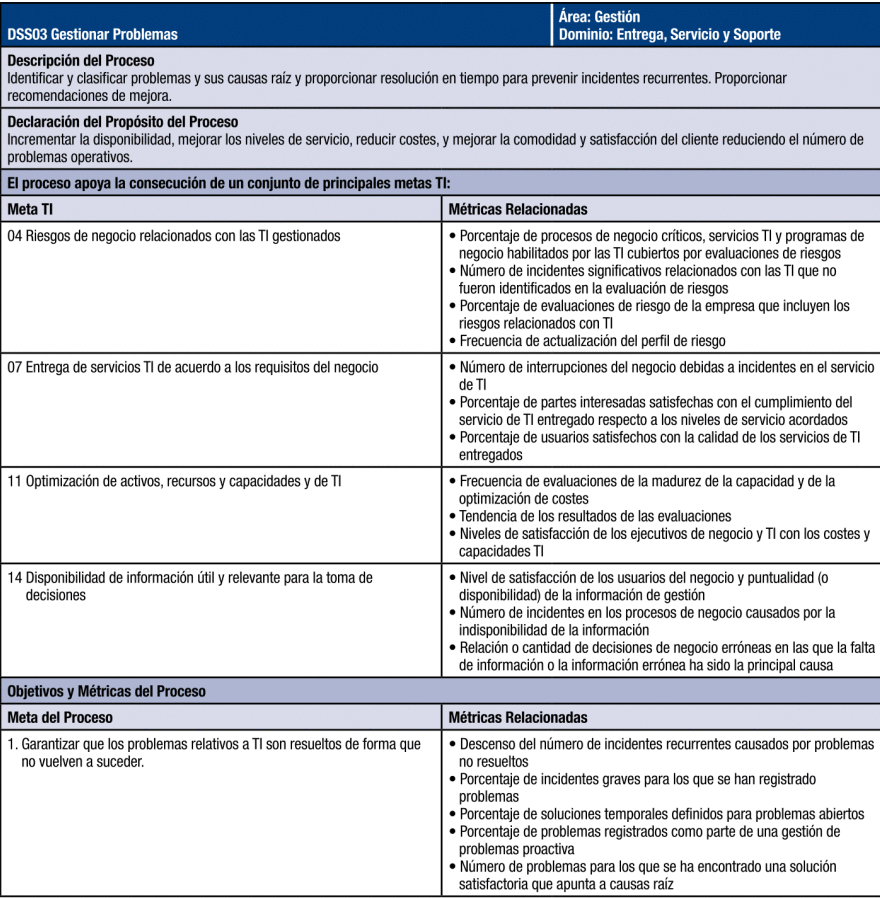 DSS03 Gestionar Problemas
Área: Gestión
Dominio: Entrega, Servicio y Soporte
Descripción del Proceso
Identificar y clasificar problemas y sus causas raíz y proporcionar resolución en tiempo para prevenir incidentes recurrentes. Proporcionar
recomendaciones de mejora.
Declaración del Propósito del Proceso
Incrementar la disponibilidad, mejorar los niveles de servicio, reducir costes, y mejorar la comodidad y satisfacción del cliente reduciendo el número de
problemas operativos.
El proceso apoya la consecución de un conjunto de principales metas TI:
Meta TI
Métricas Relacionadas
04 Riesgos de negocio relacionados con las TI gestionados
• Porcentaje de procesos de negocio críticos, servicios TI y programas de
negocio habilitados por las TI cubiertos por evaluaciones de riesgos
• Número de incidentes significativos relacionados con las TI que no
fueron identificados en la evaluación de riesgos
• Porcentaje de evaluaciones de riesgo de la empresa que incluyen los
riesgos relacionados con TI
• Frecuencia de actualización del perfil de riesgo
07 Entrega de servicios TI de acuerdo a los requisitos del negocio
• Número de interrupciones del negocio debidas a incidentes en el servicio
de TI
• Porcentaje de partes interesadas satisfechas con el cumplimiento del
servicio de TI entregado respecto a los niveles de servicio acordados
• Porcentaje de usuarios satisfechos con la calidad de los servicios de TI
entregados
11 Optimización de activos, recursos y capacidades y de TI
• Frecuencia de evaluaciones de la madurez de la capacidad y de la
optimización de costes
• Tendencia de los resultados de las evaluaciones
• Niveles de satisfacción de los ejecutivos de negocio y TI con los costes y
capacidades TI
14 Disponibilidad de información útil y relevante para la toma de
decisiones
• Nivel de satisfacción de los usuarios del negocio y puntualidad (o
disponibilidad) de la información de gestión
• Número de incidentes en los procesos de negocio causados por la
indisponibilidad de la información
• Relación o cantidad de decisiones de negocio erróneas en las que la falta
de información o la información errónea ha sido la principal causa
Objetivos y Métricas del Proceso
Meta del Proceso
Métricas Relacionadas
1. Garantizar que los problemas relativos a TI son resueltos de forma que
no vuelven a suceder.
• Descenso del número de incidentes recurrentes causados por problemas
no resueltos
• Porcentaje de incidentes graves para los que se han registrado
problemas
• Porcentaje de soluciones temporales definidos para problemas abiertos
• Porcentaje de problemas registrados como parte de una gestión de
problemas proactiva
• Número de problemas para los que se ha encontrado una solución
satisfactoria que apunta a causas raíz